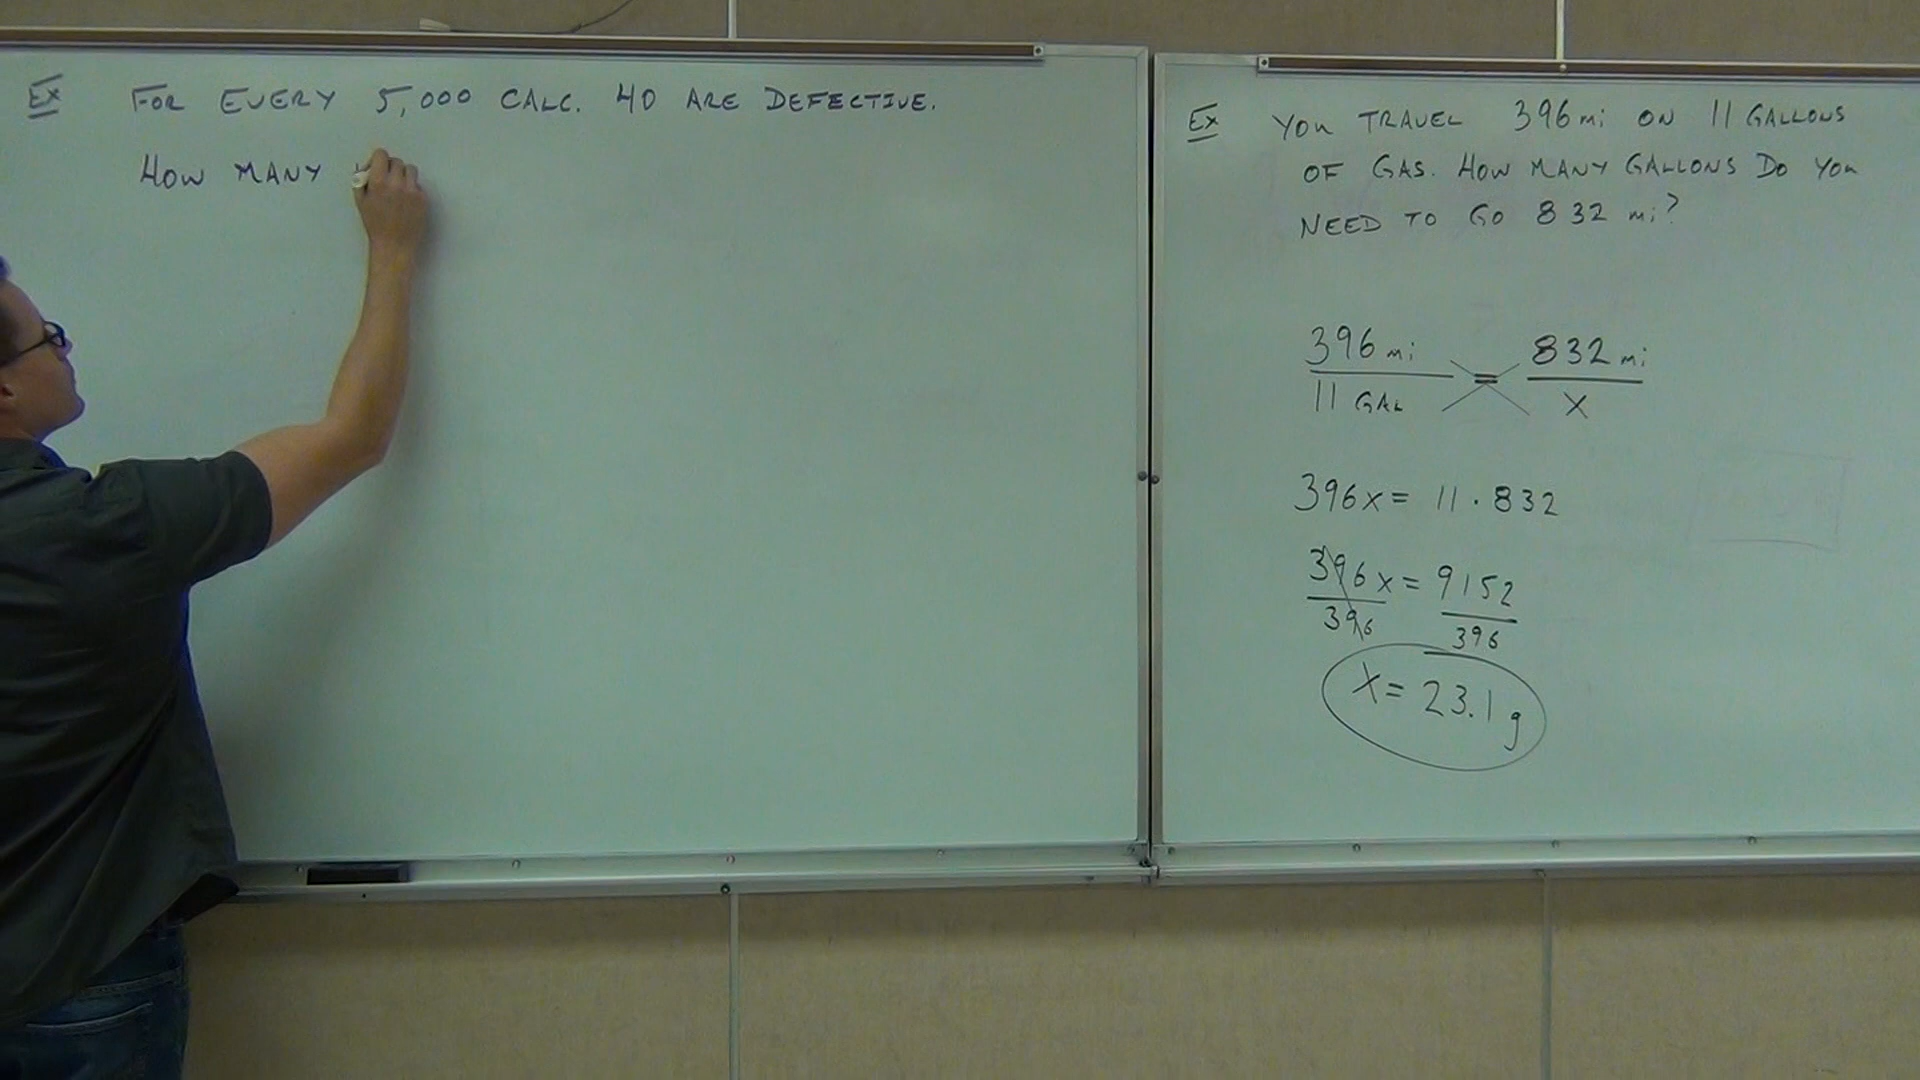 Ex FOR EVERY 5,000 CALC. 40 ARE DEFECTIVE.
HOW MANY
Ex YOU TRAVEL 396mi ON 11 GALLONS
OF GAS. HOW MANY GALLONS DO YOU
NEED TO GO 832 mi?
396 mi = 832 mi
11 GAL X
396x = 11 · 832
396x = 9152
396 396
X = 23.1 g